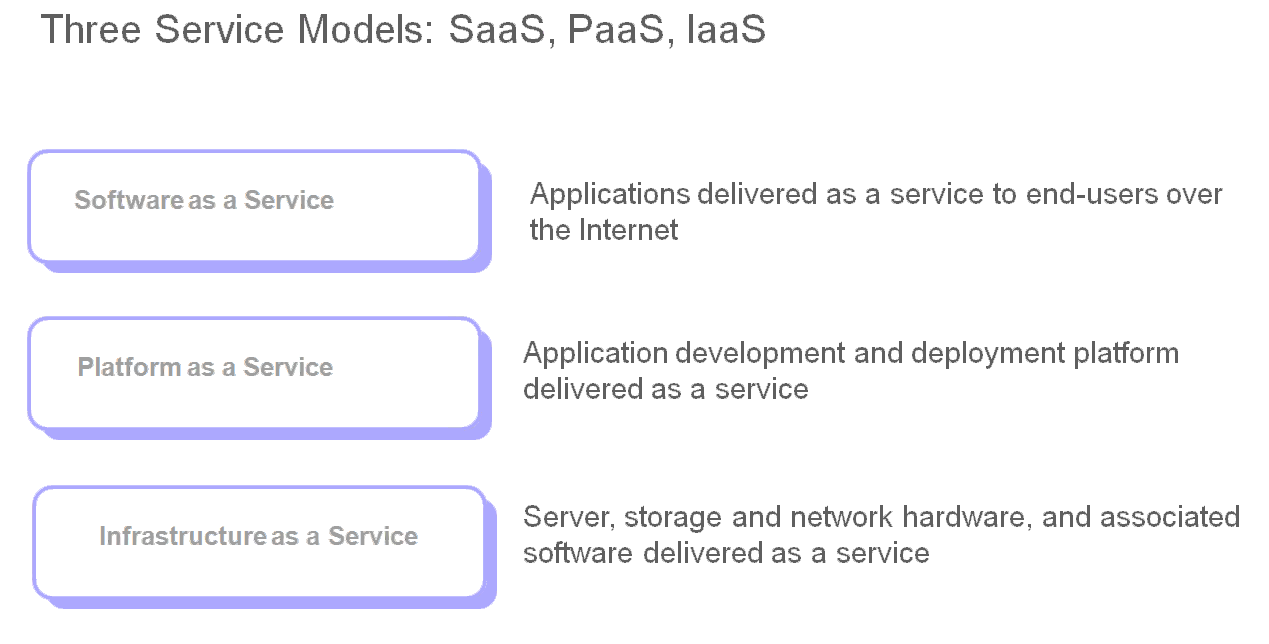 Three Service Models: SaaS, PaaS, IaaS
Software as a Service
Applications delivered as a service to end-users over
the Internet
Platform as a Service
Application development and deployment platform
delivered as a service
Infrastructure as a Service
Server, storage and network hardware, and associated
software delivered as a service